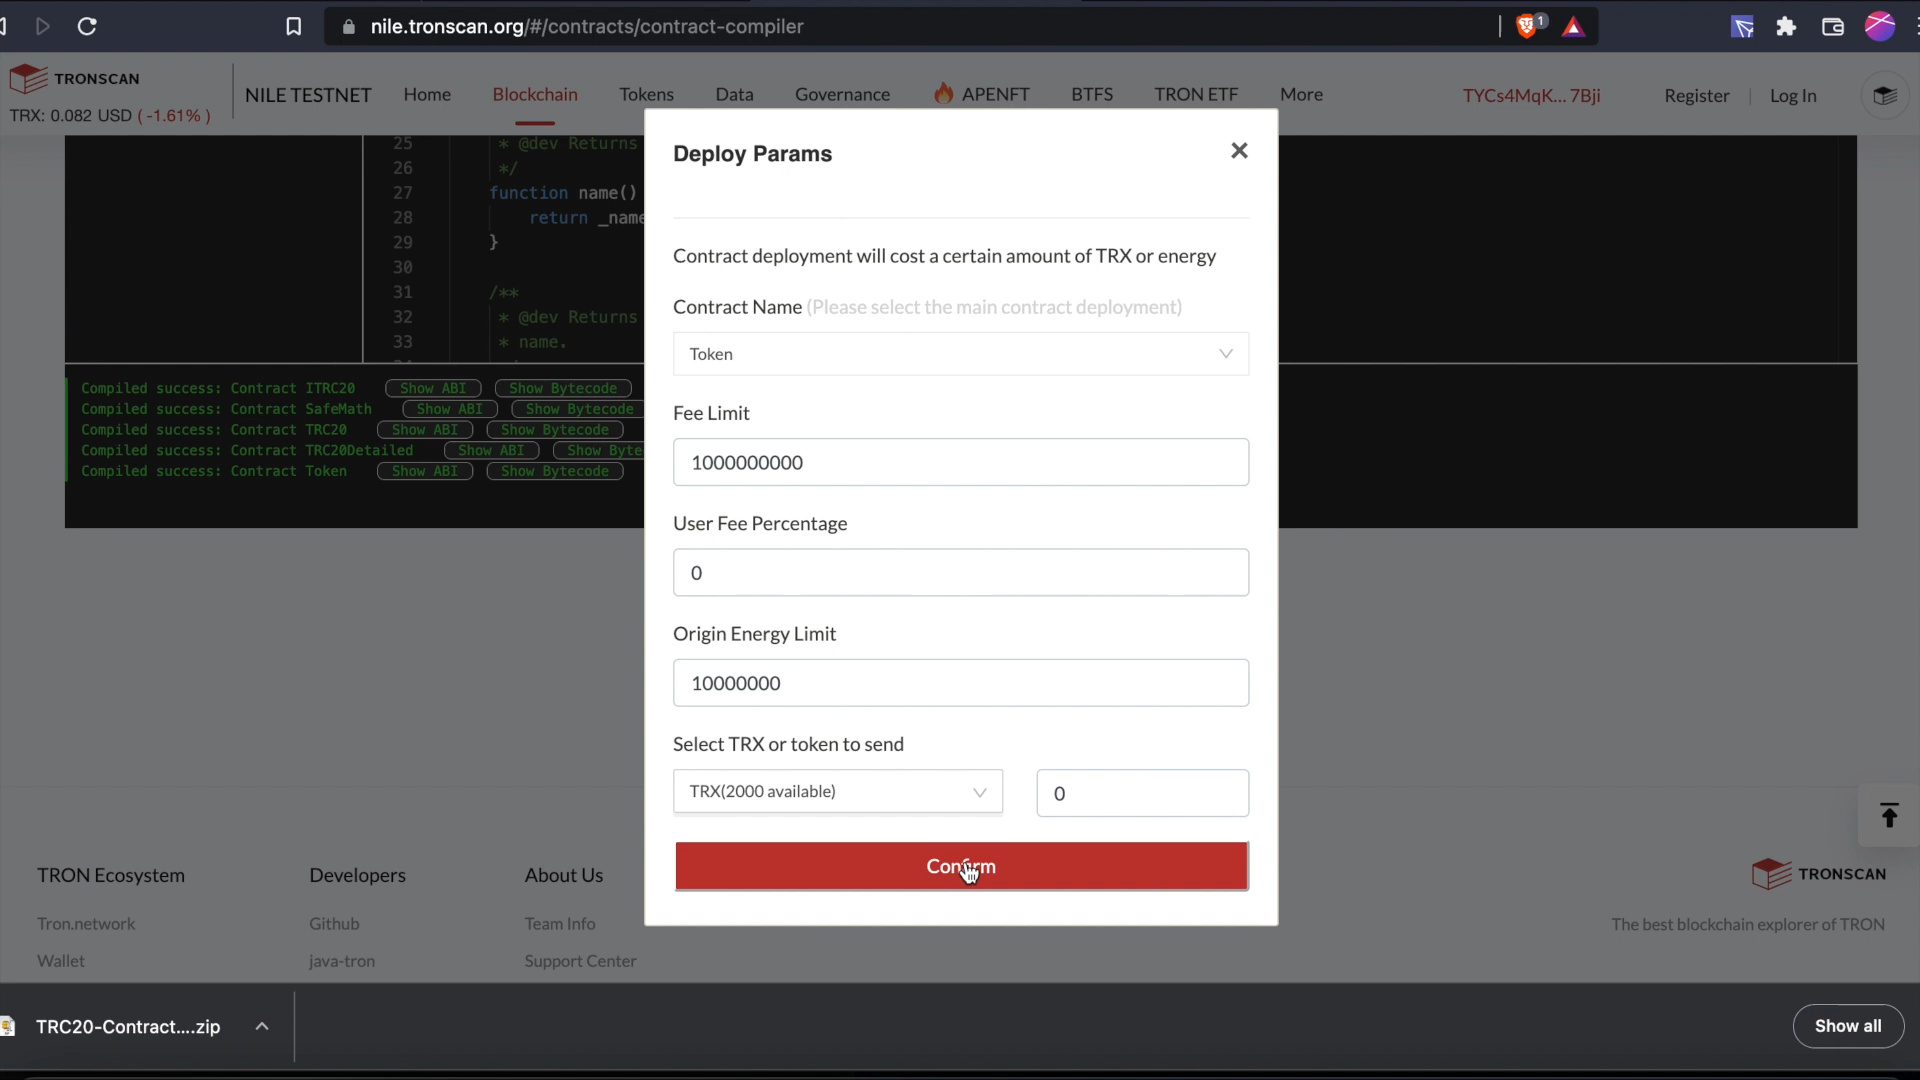 nile.tronscan.org/#/contracts/contract-compiler
1
TRONSCAN
TRX: 0.082 USD ( -1.61% )
NILE TESTNET
Home
Blockchain
Tokens
Data
Governance
APENFT
BTFS
TRON ETF
More
TYCs4MqK... 7Bji
Register
Log In
25 * @dev Returns
26 */
27 function name()
28 return _name
29 }
30
31 /**
32 * @dev Returns
33 * name.
Compiled success: Contract ITRC20 Show ABI Show Bytecode
Compiled success: Contract SafeMath Show ABI Show Bytecode
Compiled success: Contract TRC20 Show ABI Show Bytecode
Compiled success: Contract TRC20Detailed Show ABI Show Byte
Compiled success: Contract Token Show ABI Show Bytecode
Deploy Params
Contract deployment will cost a certain amount of TRX or energy
Contract Name (Please select the main contract deployment)
Token
Fee Limit
1000000000
User Fee Percentage
0
Origin Energy Limit
10000000
Select TRX or token to send
TRX(2000 available)
0
Confirm
TRON Ecosystem
Tron.network
Wallet
Developers
Github
java-tron
About Us
Team Info
Support Center
TRONSCAN
The best blockchain explorer of TRON
TRC20-Contract....zip
Show all